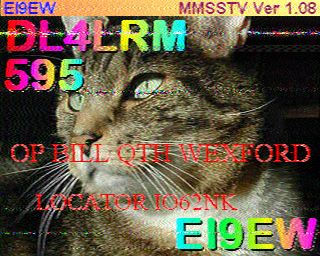 EI9EW MMSSTV Ver 1.08
DL4LRM
595
OP BILL QTH WEXFORD
LOCATOR IO62NK
EI9EW